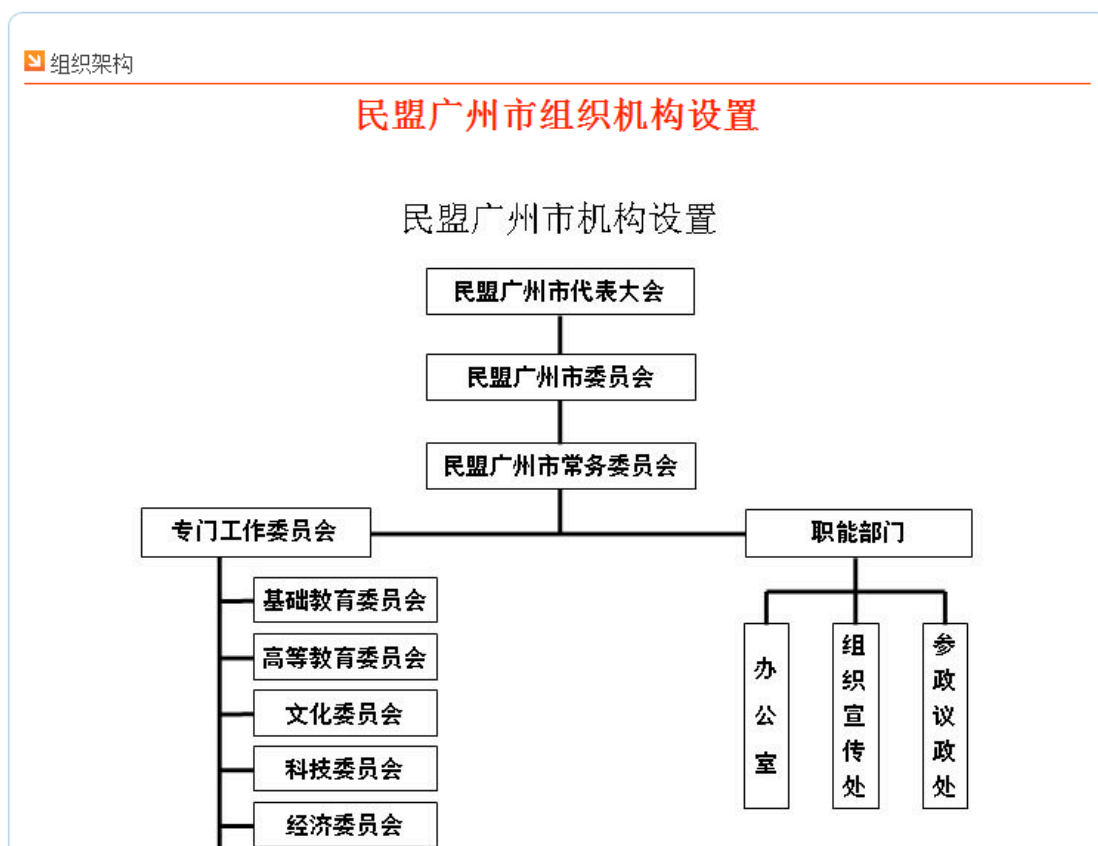 组织架构
民盟广州市组织机构设置
民盟广州市机构设置
民盟广州市代表大会
民盟广州市委员会
民盟广州市常务委员会
专门工作委员会
职能部门
基础教育委员会
高等教育委员会
文化委员会
科技委员会
经济委员会
办公室
组织宣传处
参政议政处